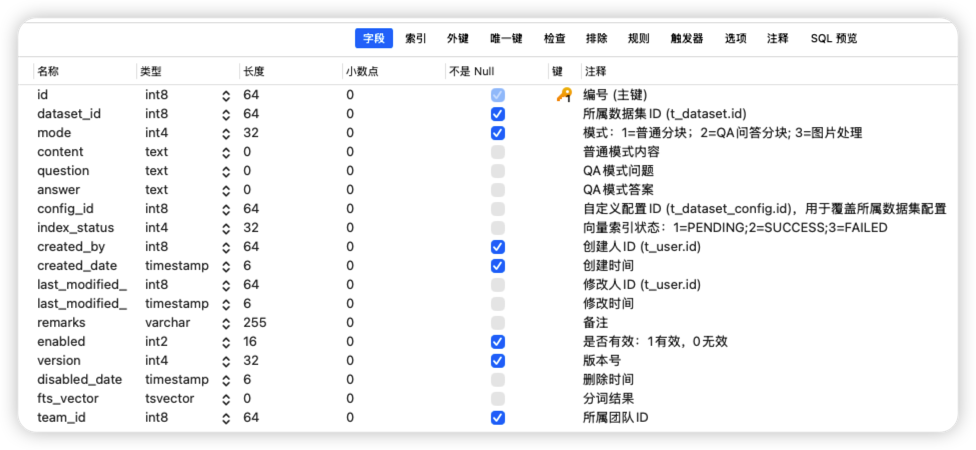 字段 索引 外键 唯一键 检查 排除 规则 触发器 选项 注释 SQL 预览
名称 类型 长度 小数点 不是 Null 键 注释
id int8 64 0 1 编号 (主键)
dataset_id int8 64 0 所属数据集ID (t_dataset.id)
mode int4 32 0 模式：1=普通分块；2=QA问答分块; 3=图片处理
content text 0 0 普通模式内容
question text 0 0 QA模式问题
answer text 0 0 QA模式答案
config_id int8 64 0 自定义配置ID (t_dataset_config.id)，用于覆盖所属数据集配置
index_status int4 32 0 向量索引状态：1=PENDING;2=SUCCESS;3=FAILED
created_by int8 64 0 创建人ID (t_user.id)
created_date timestamp 6 0 创建时间
last_modified_ int8 64 0 修改人ID (t_user.id)
last_modified_ timestamp 6 0 修改时间
remarks varchar 255 0 备注
enabled int2 16 0 是否有效：1有效，0无效
version int4 32 0 版本号
disabled_date timestamp 6 0 删除时间
fts_vector tsvector 0 0 分词结果
team_id int8 64 0 所属团队ID